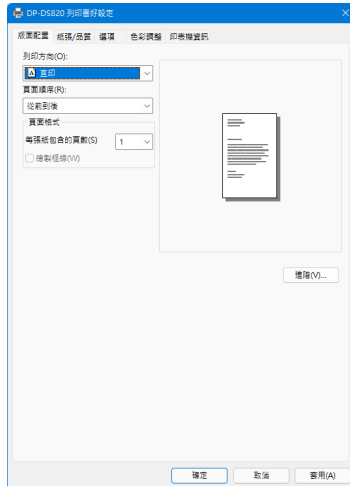 DP-DS820 列印喜好設定
版面配置 紙張/品質 選項 色彩調整 印表機資訊
列印方向(O):
A 直印
頁面順序(R):
從前到後
頁面格式
每張紙包含的頁數(S) 1
繪製框線(W)
進階(V)...
確定 取消 套用(A)